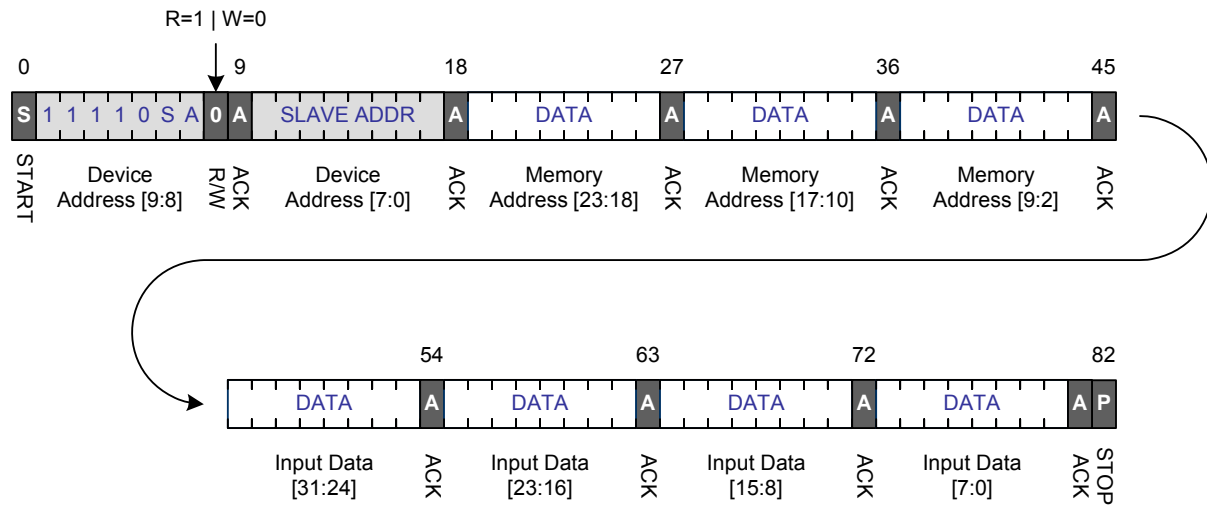 R=1 | W=0
0 9 18 27 36 45
S 1 1 1 1 0 S A 0 A SLAVE ADDR A DATA A DATA A DATA A
START Device Address [9:8] R/W ACK Device Address [7:0] ACK Memory Address [23:18] ACK Memory Address [17:10] ACK Memory Address [9:2] ACK
54 63 72 82
DATA A DATA A DATA A DATA A P
Input Data [31:24] ACK Input Data [23:16] ACK Input Data [15:8] ACK Input Data [7:0] ACK STOP